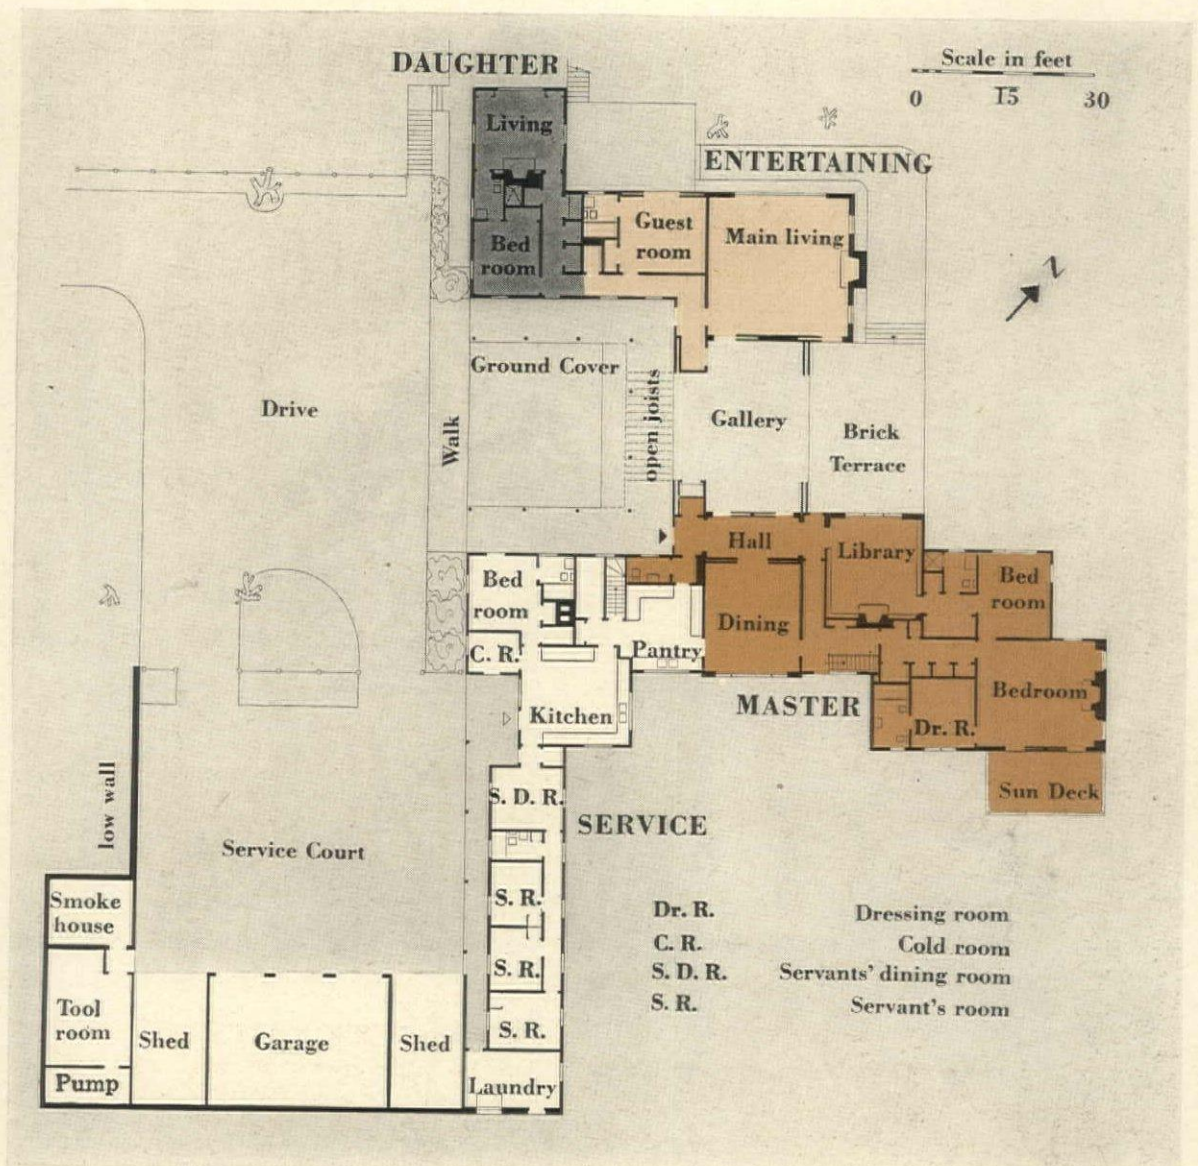 DAUGHTER
Scale in feet
0 15 30
Living
ENTERTAINING
Guest
room
Main living
Bed
room
N
Ground Cover
open joists
Drive
Walk
Gallery
Brick
Terrace
Hall
Library
Bed
room
Bed
room
Dining
C. R.
Pantry
Kitchen
MASTER
Bedroom
Dr. R.
Sun Deck
low wall
S. D. R.
SERVICE
Service Court
Smoke
house
S. R.
Dr. R. Dressing room
C. R. Cold room
S. D. R. Servants' dining room
S. R. Servant's room
S. R.
Tool
room
Shed
Garage
Shed
S. R.
Pump
Laundry